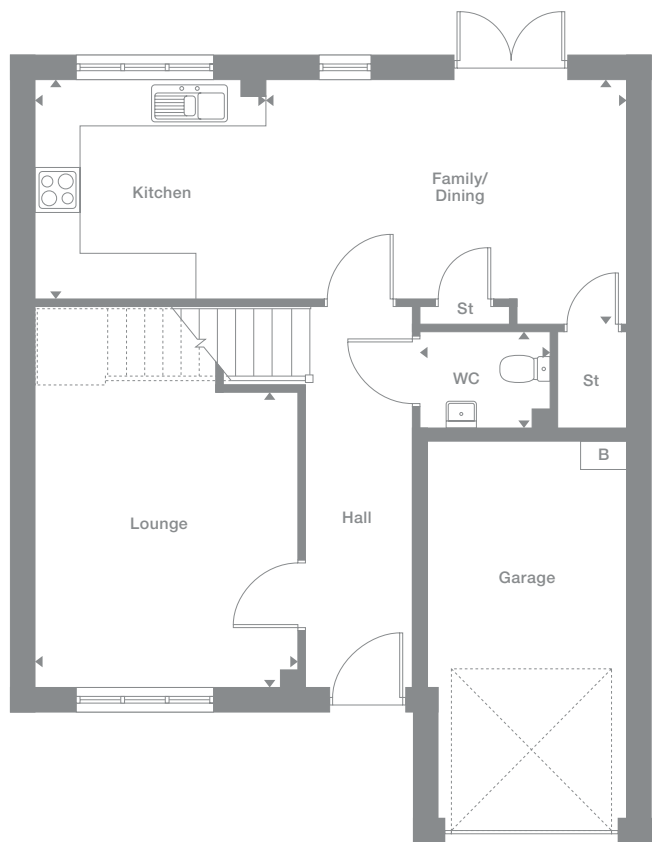 Kitchen
Family/
Dining
St
WC
St
B
Lounge
Hall
Garage